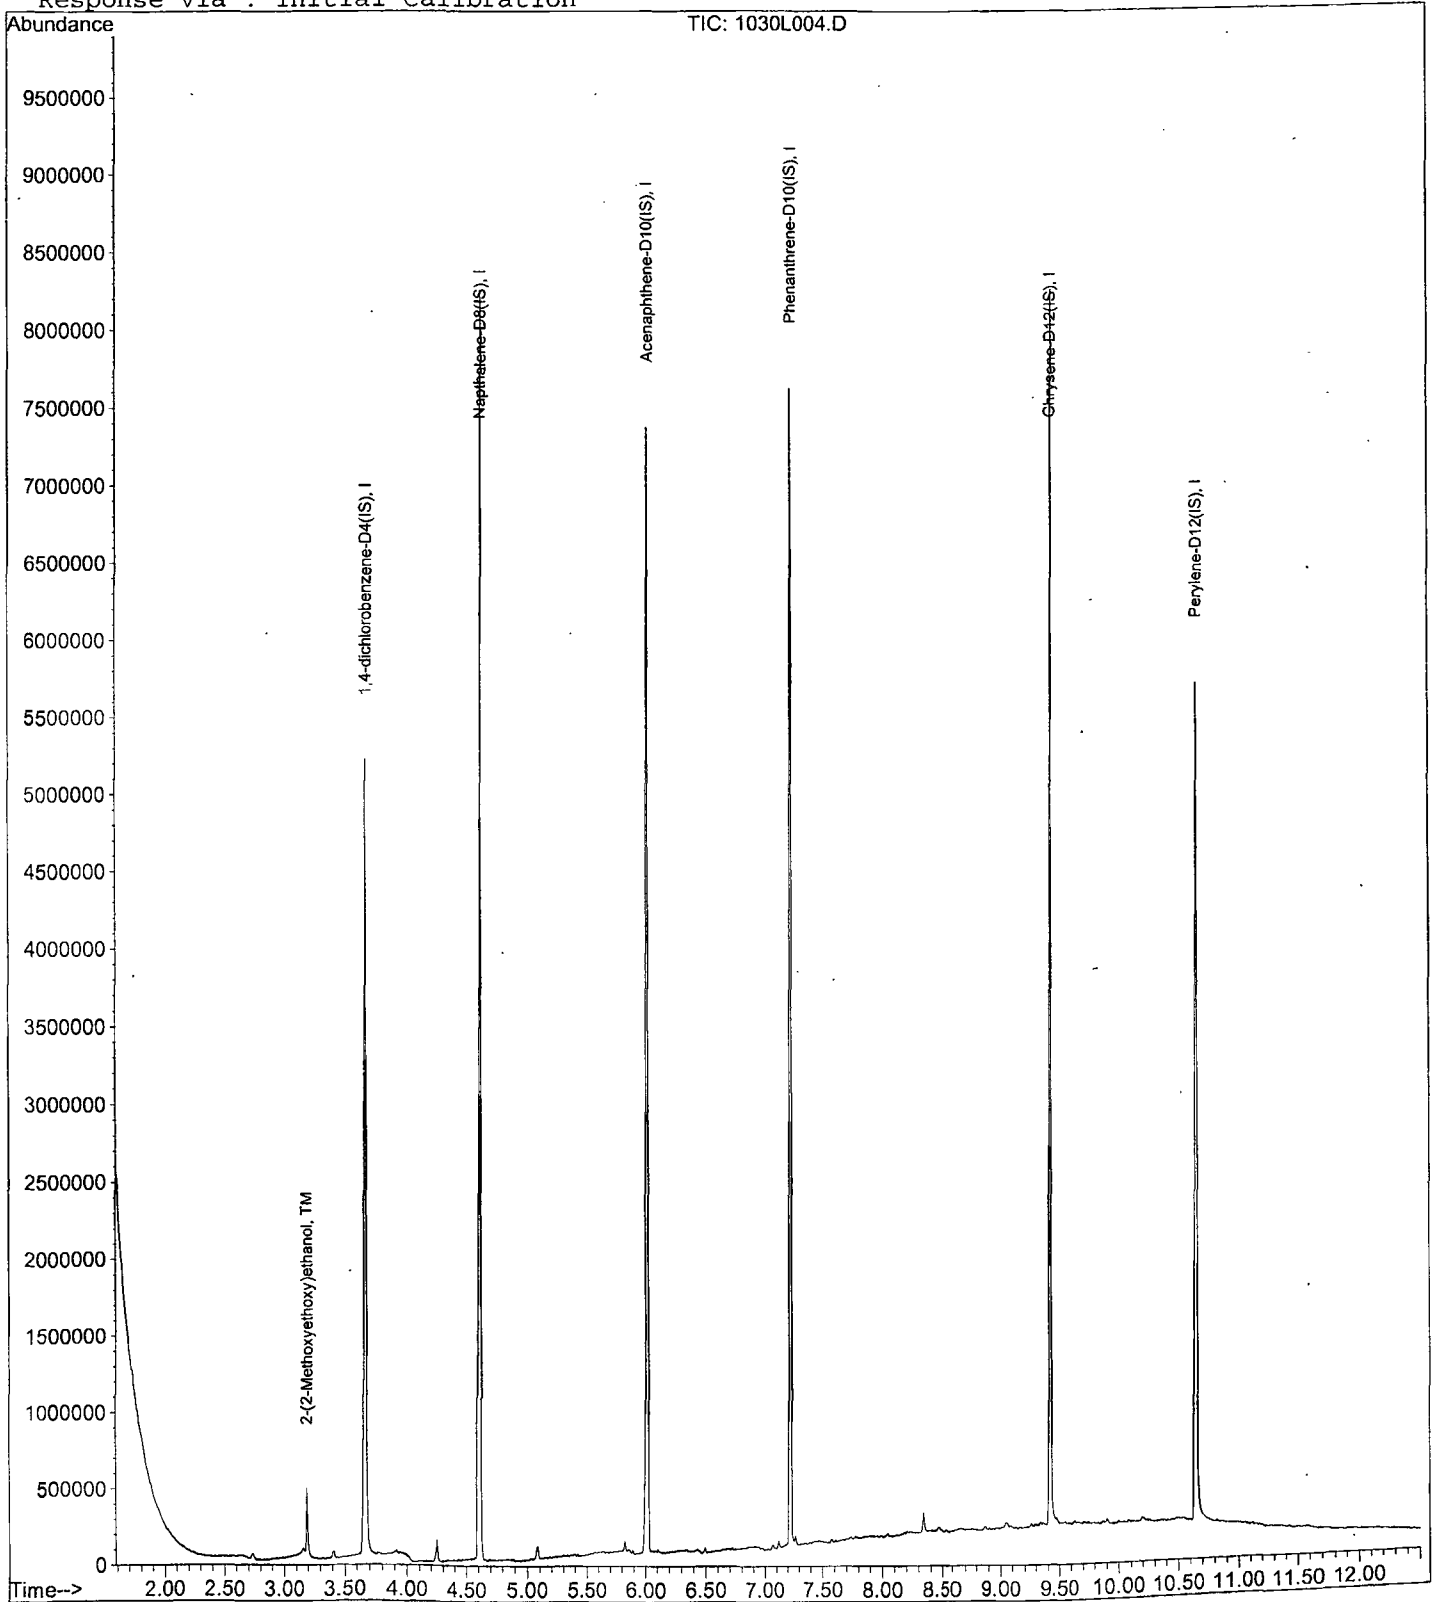 Response via : Initial Calibration
Abundance
TIC: 1030L004.D
9500000
9000000
8500000
8000000
7500000
7000000
6500000
6000000
5500000
5000000
4500000
4000000
3500000
3000000
2500000
2000000
1500000
1000000
500000
0
2-(2-Methoxyethoxy)ethanol, TM
1,4-dichlorobenzene-D4(IS), I
Napthalene-D8(IS), I
Acenaphthene-D10(IS), I
Phenanthrene-D10(IS), I
Chrysene-D12(IS), I
Perylene-D12(IS), I
Time--> 2.00 2.50 3.00 3.50 4.00 4.50 5.00 5.50 6.00 6.50 7.00 7.50 8.00 8.50 9.00 9.50 10.00 10.50 11.00 11.50 12.00